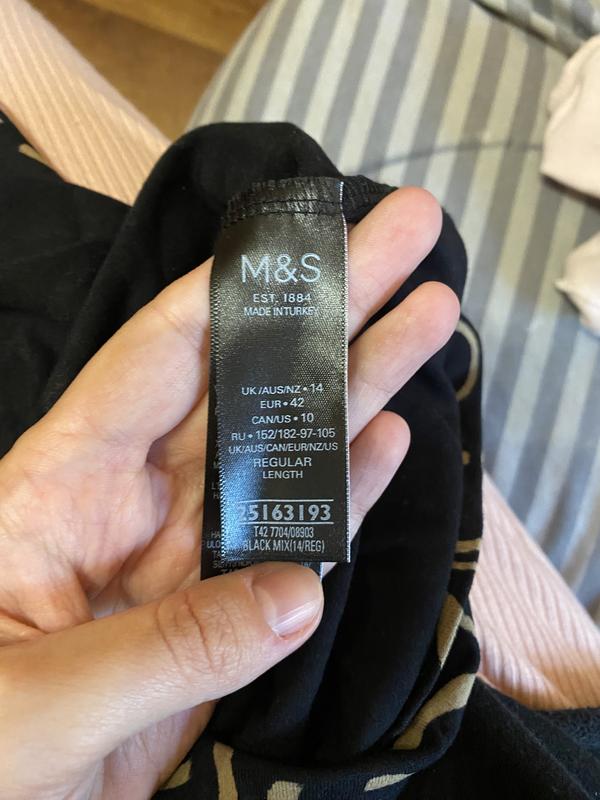 M&S
EST. 1884
MADE IN TURKEY
UK/AUS/NZ • 14
EUR • 42
CAN/US • 10
RU • 152/182-97-105
UK/AUS/CAN/EUR/NZ/US
REGULAR
LENGTH
25163193
T42 7704/08903
BLACK MIX(14/REG)